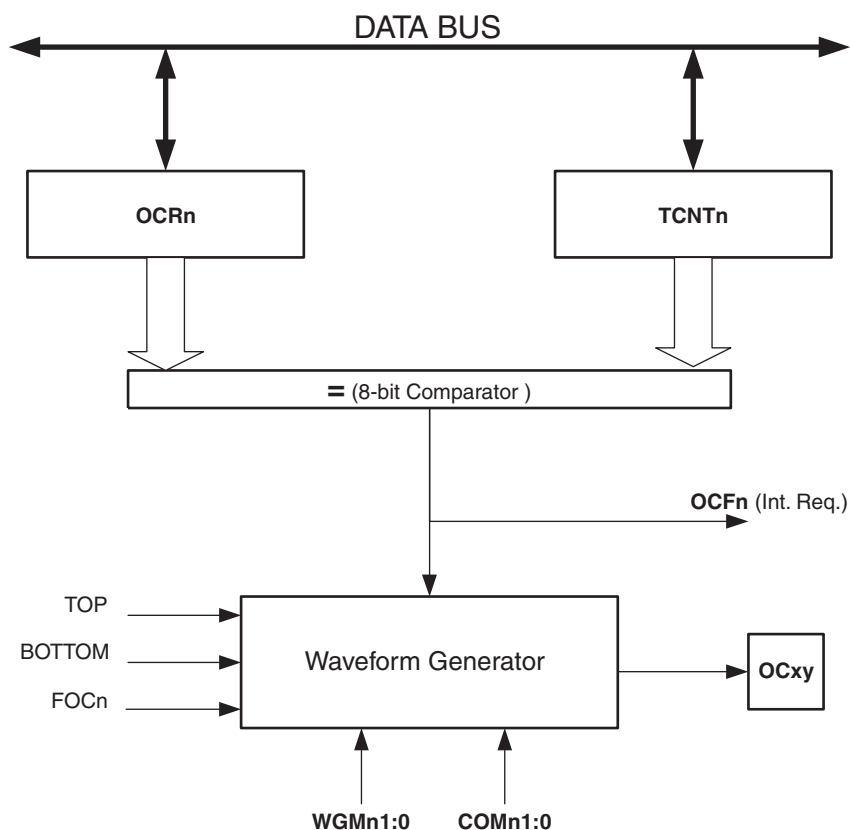 DATA BUS
OCRn
TCNTn
= (8-bit Comparator )
OCFn (Int. Req.)
TOP
BOTTOM
FOCn
Waveform Generator
OCxy
WGMn1:0
COMn1:0